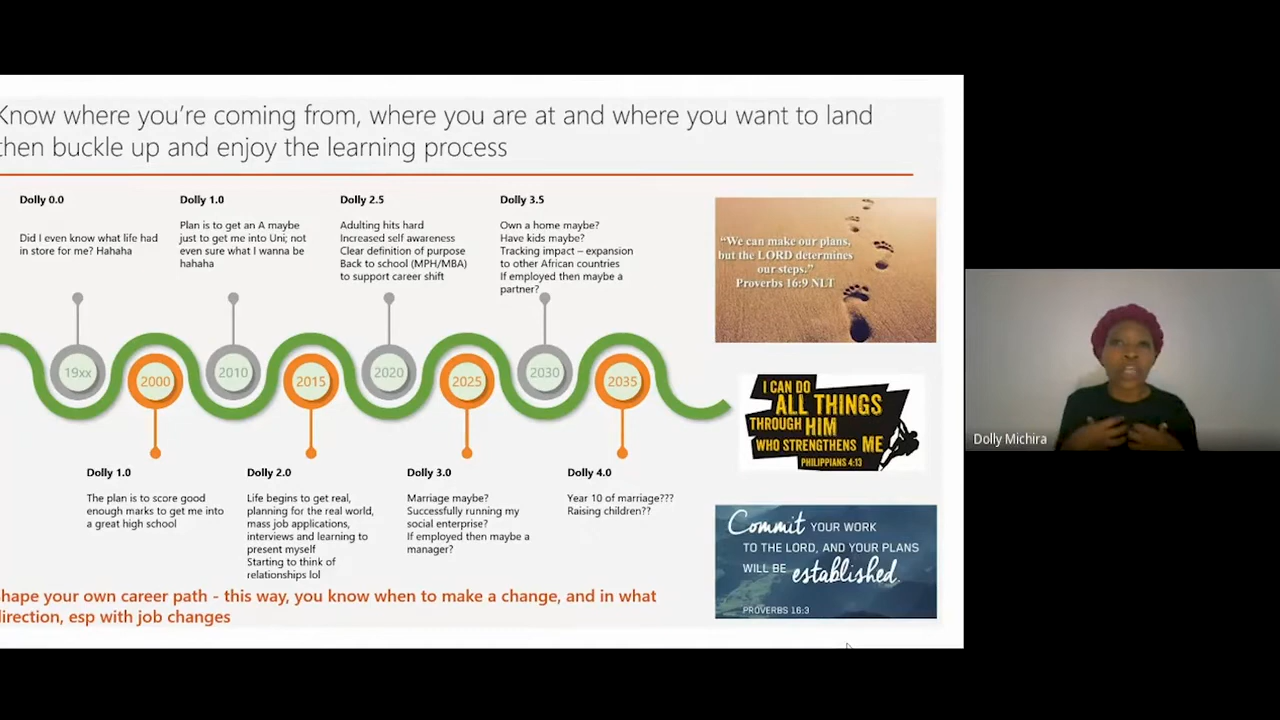 Know where you're coming from, where you are at and where you want to land
then buckle up and enjoy the learning process
Dolly 0.0
Did I even know what life had
in store for me? Hahaha
Dolly 1.0
Plan is to get an A maybe
just to get me into Uni; not
even sure what I wanna be
hahaha
Dolly 2.5
Adulting hits hard
Increased self awareness
Clear definition of purpose
Back to school (MPH/MBA)
to support career shift
Dolly 3.5
Own a home maybe?
Have kids maybe?
Tracking impact – expansion
to other African countries
If employed then maybe a
partner?
19xx
2000
2010
2015
2020
2025
2030
2035
Dolly 1.0
The plan is to score good
enough marks to get me into
a great high school
Dolly 2.0
Life begins to get real,
planning for the real world,
mass job applications,
interviews and learning to
present myself
Starting to think of
relationships lol
Dolly 3.0
Marriage maybe?
Successfully running my
social enterprise?
If employed then maybe a
manager?
Dolly 4.0
Year 10 of marriage???
Raising children??
hape your own career path - this way, you know when to make a change, and in what
irection, esp with job changes
"We can make our plans,
but the LORD determines
our steps."
Proverbs 16:9 NLT
I CAN DO
ALL THINGS
THROUGH HIM
WHO STRENGTHENS ME
PHILIPPIANS 4:13
Commit YOUR WORK
TO THE LORD, AND YOUR PLANS
WILL BE established.
PROVERBS 16:3
Dolly Michira